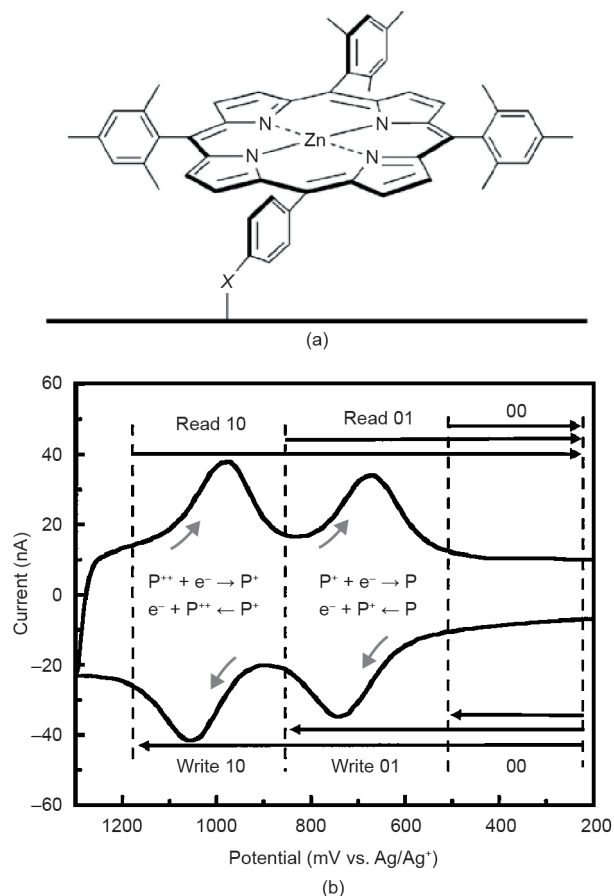 N
N
Zn
N
N
X
(a)
60
40
20
0
–20
–40
–60
Current (nA)
Read 10
Read 01
00
P⁺⁺ + e⁻ → P⁺
P⁺ + e⁻ → P
e⁻ + P⁺⁺ ← P⁺
e⁻ + P⁺ ← P
Write 10
Write 01
00
1200
1000
800
600
400
200
Potential (mV vs. Ag/Ag⁺)
(b)